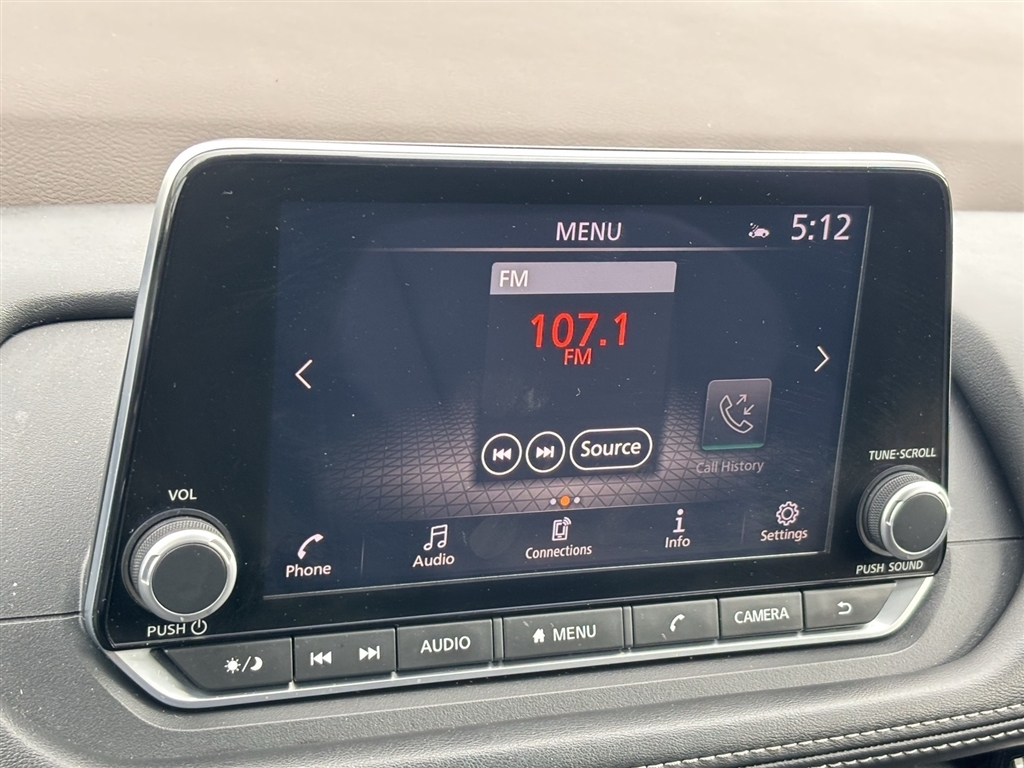 MENU
5:12
FM
107.1
FM
Source
Call History
TUNE·SCROLL
VOL
Phone
Audio
Connections
Info
Settings
PUSH
PUSH SOUND
AUDIO
MENU
CAMERA